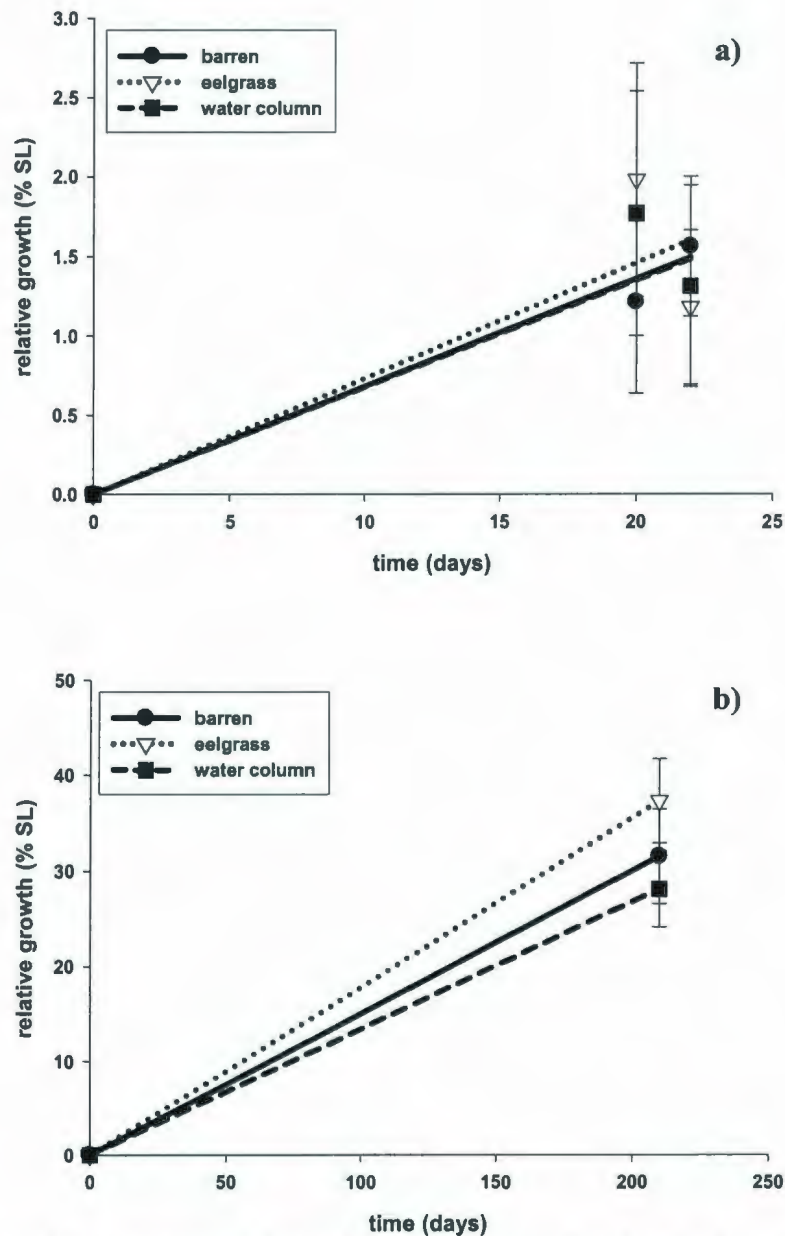 a)
barren
eelgrass
water column
relative growth (% SL)
3.0
2.5
2.0
1.5
1.0
0.5
0.0
0 5 10 15 20 25
time (days)
b)
barren
eelgrass
water column
relative growth (% SL)
50
40
30
20
10
0
0 50 100 150 200 250
time (days)